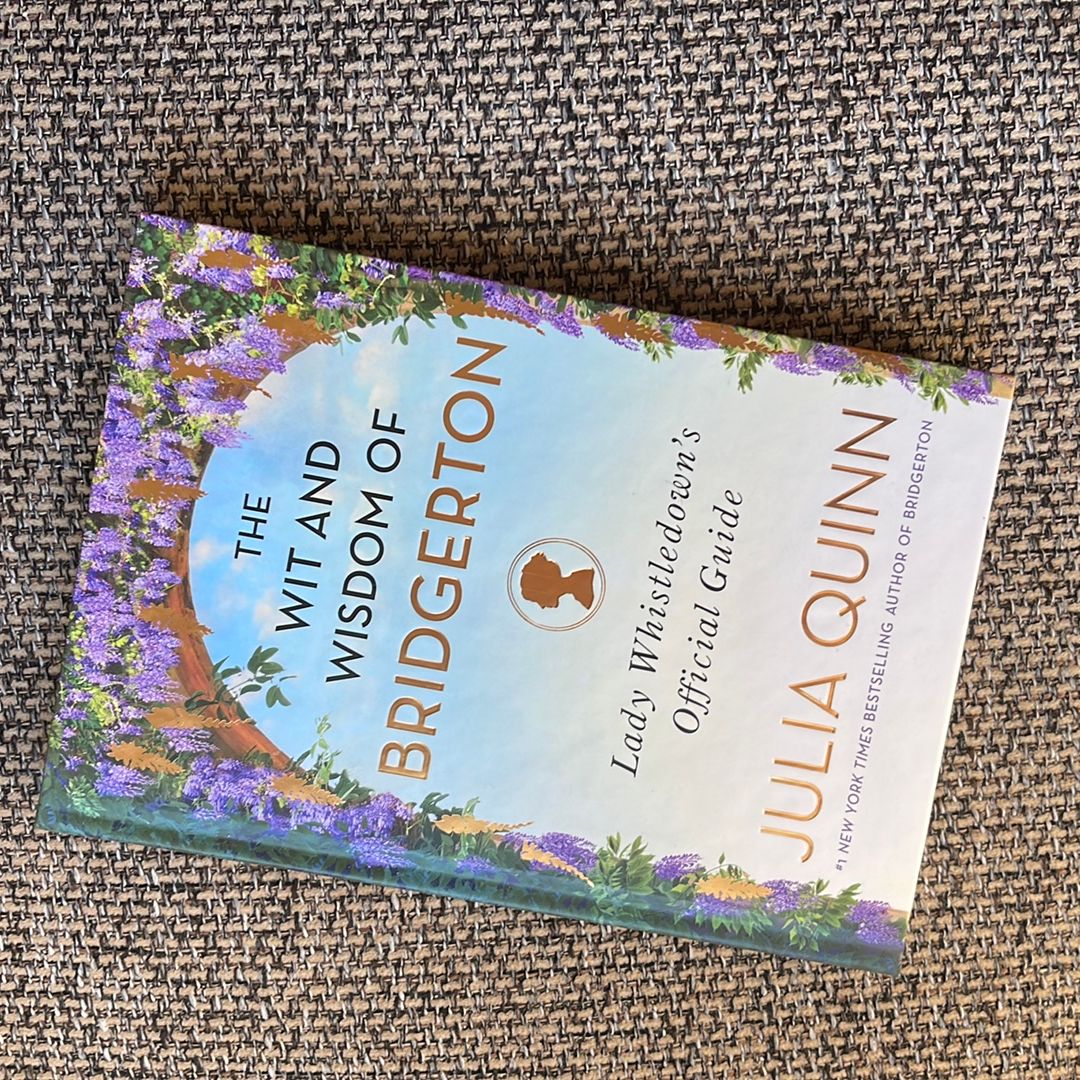 THE
WIT AND
WISDOM OF
BRIDGERTON
Lady Whistledown's
Official Guide
JULIA QUINN
#1 NEW YORK TIMES BESTSELLING AUTHOR OF BRIDGERTON